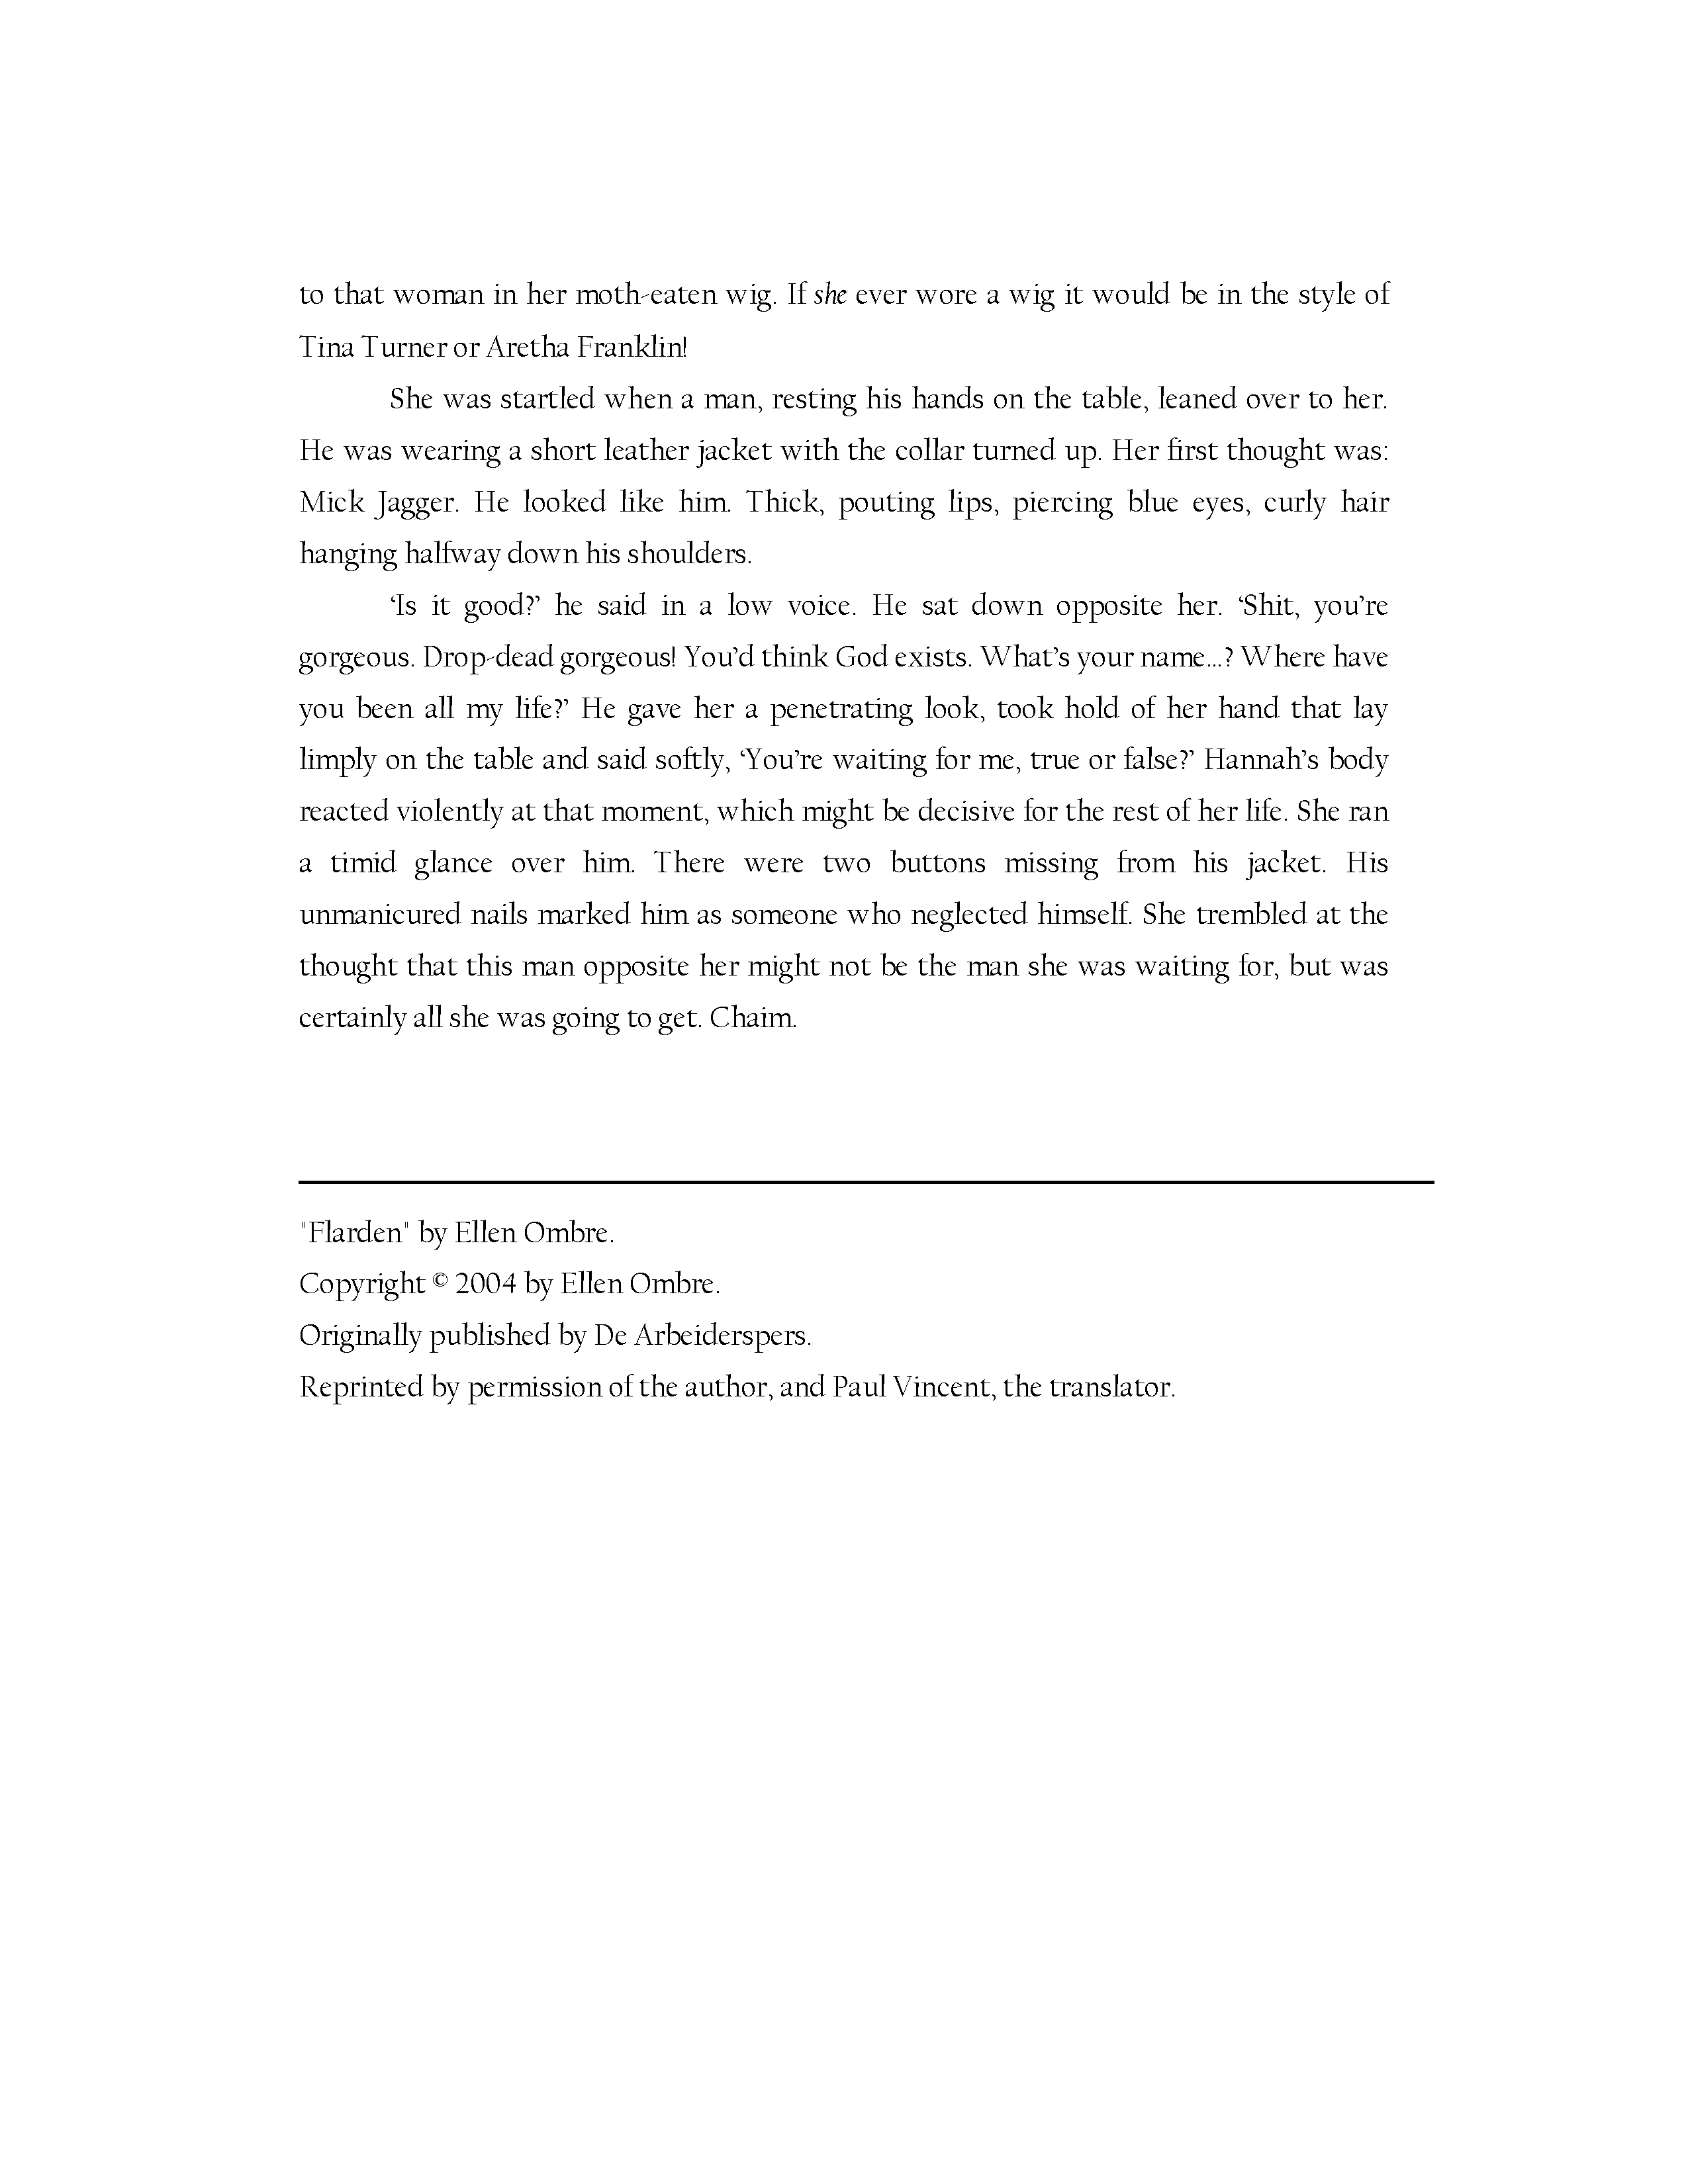 to that woman in her moth-eaten wig. If she ever wore a wig it would be in the style of
Tina Turner or Aretha Franklin!
She was startled when a man, resting his hands on the table, leaned over to her.
He was wearing a short leather jacket with the collar turned up. Her first thought was:
Mick Jagger. He looked like him. Thick, pouting lips, piercing blue eyes, curly hair
hanging halfway down his shoulders.
‘Is it good?’ he said in a low voice. He sat down opposite her. ‘Shit, you’re
gorgeous. Drop-dead gorgeous! You’d think God exists. What’s your name...? Where have
you been all my life?’ He gave her a penetrating look, took hold of her hand that lay
limply on the table and said softly, ‘You’re waiting for me, true or false?’ Hannah’s body
reacted violently at that moment, which might be decisive for the rest of her life. She ran
a timid glance over him. There were two buttons missing from his jacket. His
unmanicured nails marked him as someone who neglected himself. She trembled at the
thought that this man opposite her might not be the man she was waiting for, but was
certainly all she was going to get. Chaim.
"Flarden" by Ellen Ombre.
Copyright © 2004 by Ellen Ombre.
Originally published by De Arbeiderspers.
Reprinted by permission of the author, and Paul Vincent, the translator.